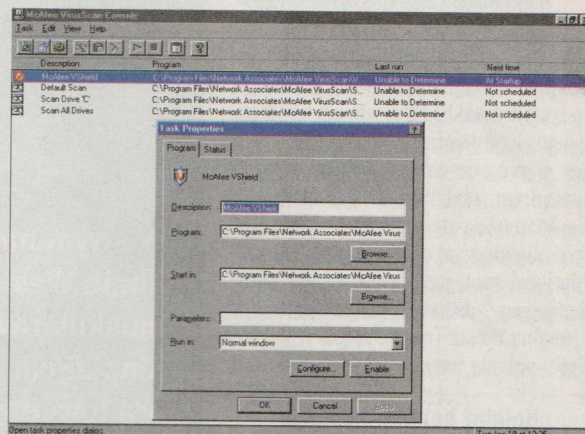 McAfee VirusScan Console
Task Edit View Help
Description Program Last run Next time
McAfee VShield C:\Program Files\Network Associates\McAfee VirusScan\V... Unable to Determine At Startup
Default Scan C:\Program Files\Network Associates\McAfee VirusScan\S... Unable to Determine Not scheduled
Scan Drive 'C' C:\Program Files\Network Associates\McAfee VirusScan\S... Unable to Determine Not scheduled
Scan All Drives C:\Program Files\Network Associates\McAfee VirusScan\S... Unable to Determine Not scheduled
Task Properties
Program Status
McAfee VShield
Description: McAfee VShield
Program: C:\Program Files\Network Associates\McAfee Virus
Browse...
Start in: C:\Program Files\Network Associates\McAfee Virus
Browse...
Parameters:
Run in: Normal window
Configure... Enable
OK Cancel Apply
Open task properties dialog.